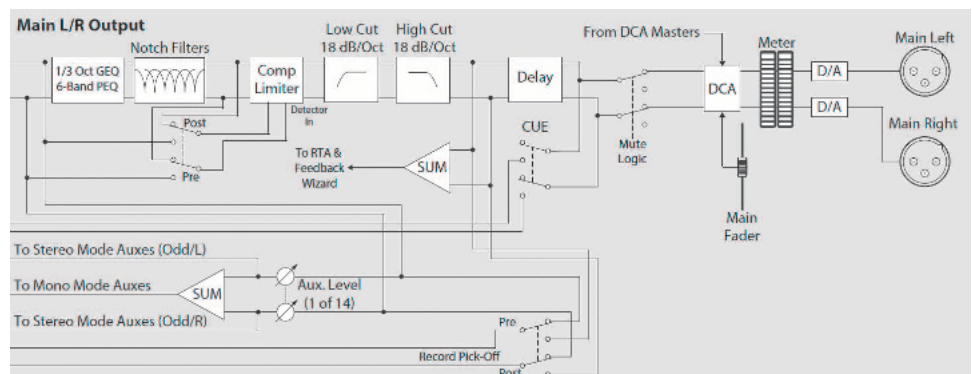 Main L/R Output
Low Cut
18 dB/Oct
High Cut
18 dB/Oct
From DCA Masters
Main Left
Notch Filters
Meter
1/3 Oct GEQ
6-Band PEQ
Comp
Limiter
Delay
DCA
D/A
D/A
Detector
In
Post
CUE
Main Right
Mute
Logic
To RTA &
Feedback
Wizard
SUM
Pre
Main
Fader
To Stereo Mode Auxes (Odd/L)
To Mono Mode Auxes
SUM
Aux. Level
(1 of 14)
To Stereo Mode Auxes (Odd/R)
Pre
Record Pick-Off
Post